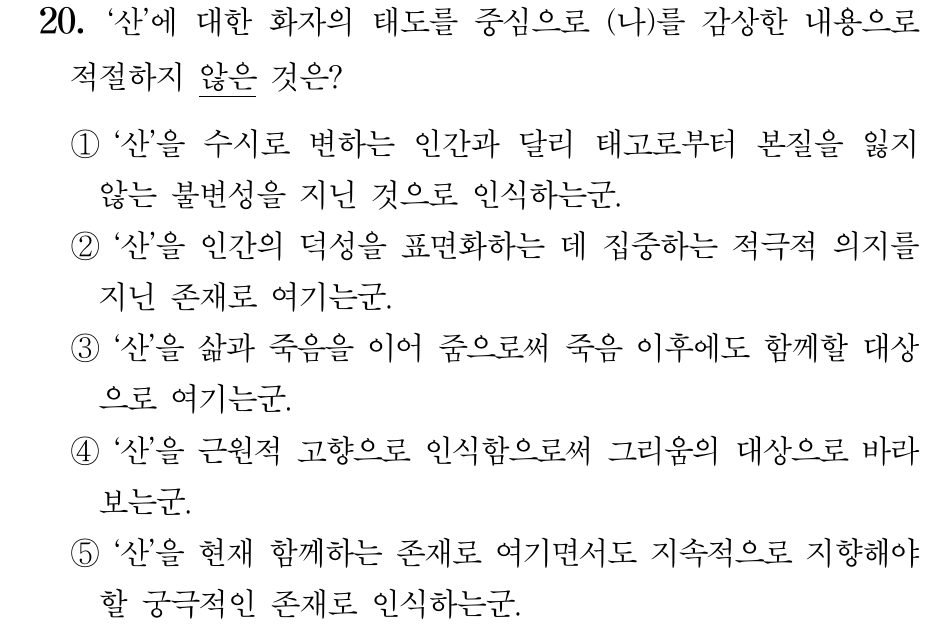 20. ‘산’에 대한 화자의 태도를 중심으로 (나)를 감상한 내용으로
적절하지 않은 것은?
① ‘산’을 수시로 변하는 인간과 달리 태고로부터 본질을 잃지
않는 불변성을 지닌 것으로 인식하는군.
② ‘산’을 인간의 덕성을 표면화하는 데 집중하는 적극적 의지를
지닌 존재로 여기는군.
③ ‘산’을 삶과 죽음을 이어 줌으로써 죽음 이후에도 함께할 대상
으로 여기는군.
④ ‘산’을 근원적 고향으로 인식함으로써 그리움의 대상으로 바라
보는군.
⑤ ‘산’을 현재 함께하는 존재로 여기면서도 지속적으로 지향해야
할 궁극적인 존재로 인식하는군.